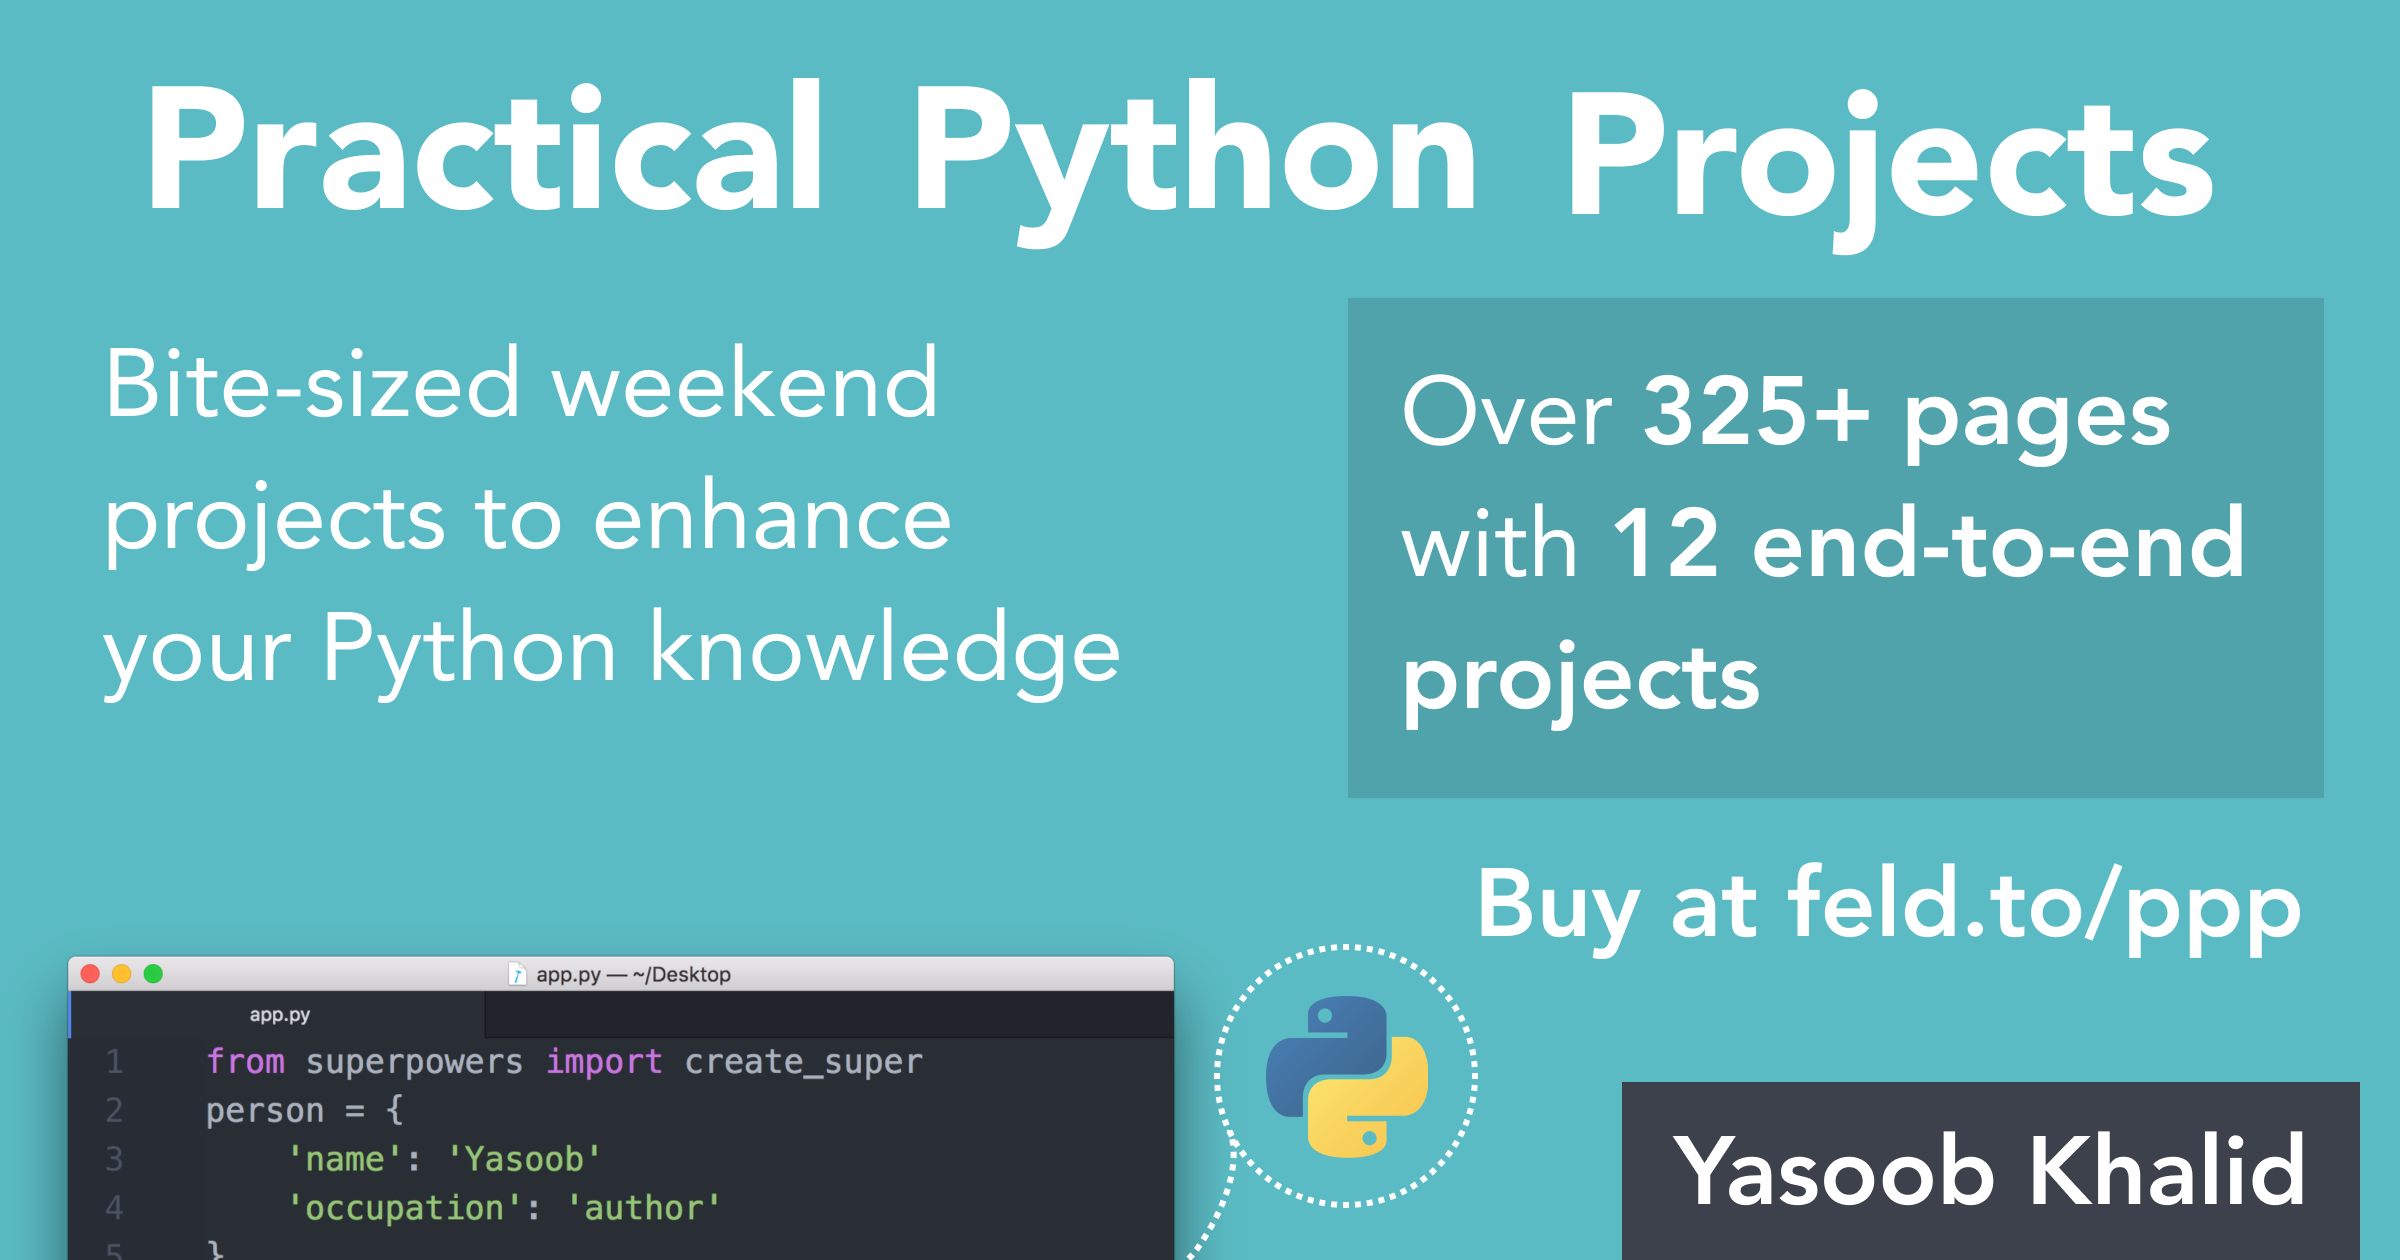 Practical Python Projects
Bite-sized weekend
projects to enhance
your Python knowledge
Over 325+ pages
with 12 end-to-end
projects
Buy at feld.to/ppp
app.py — ~/Desktop
app.py
1 from superpowers import create_super
2 person = {
3 'name': 'Yasoob'
4 'occupation': 'author'
5 }
Yasoob Khalid